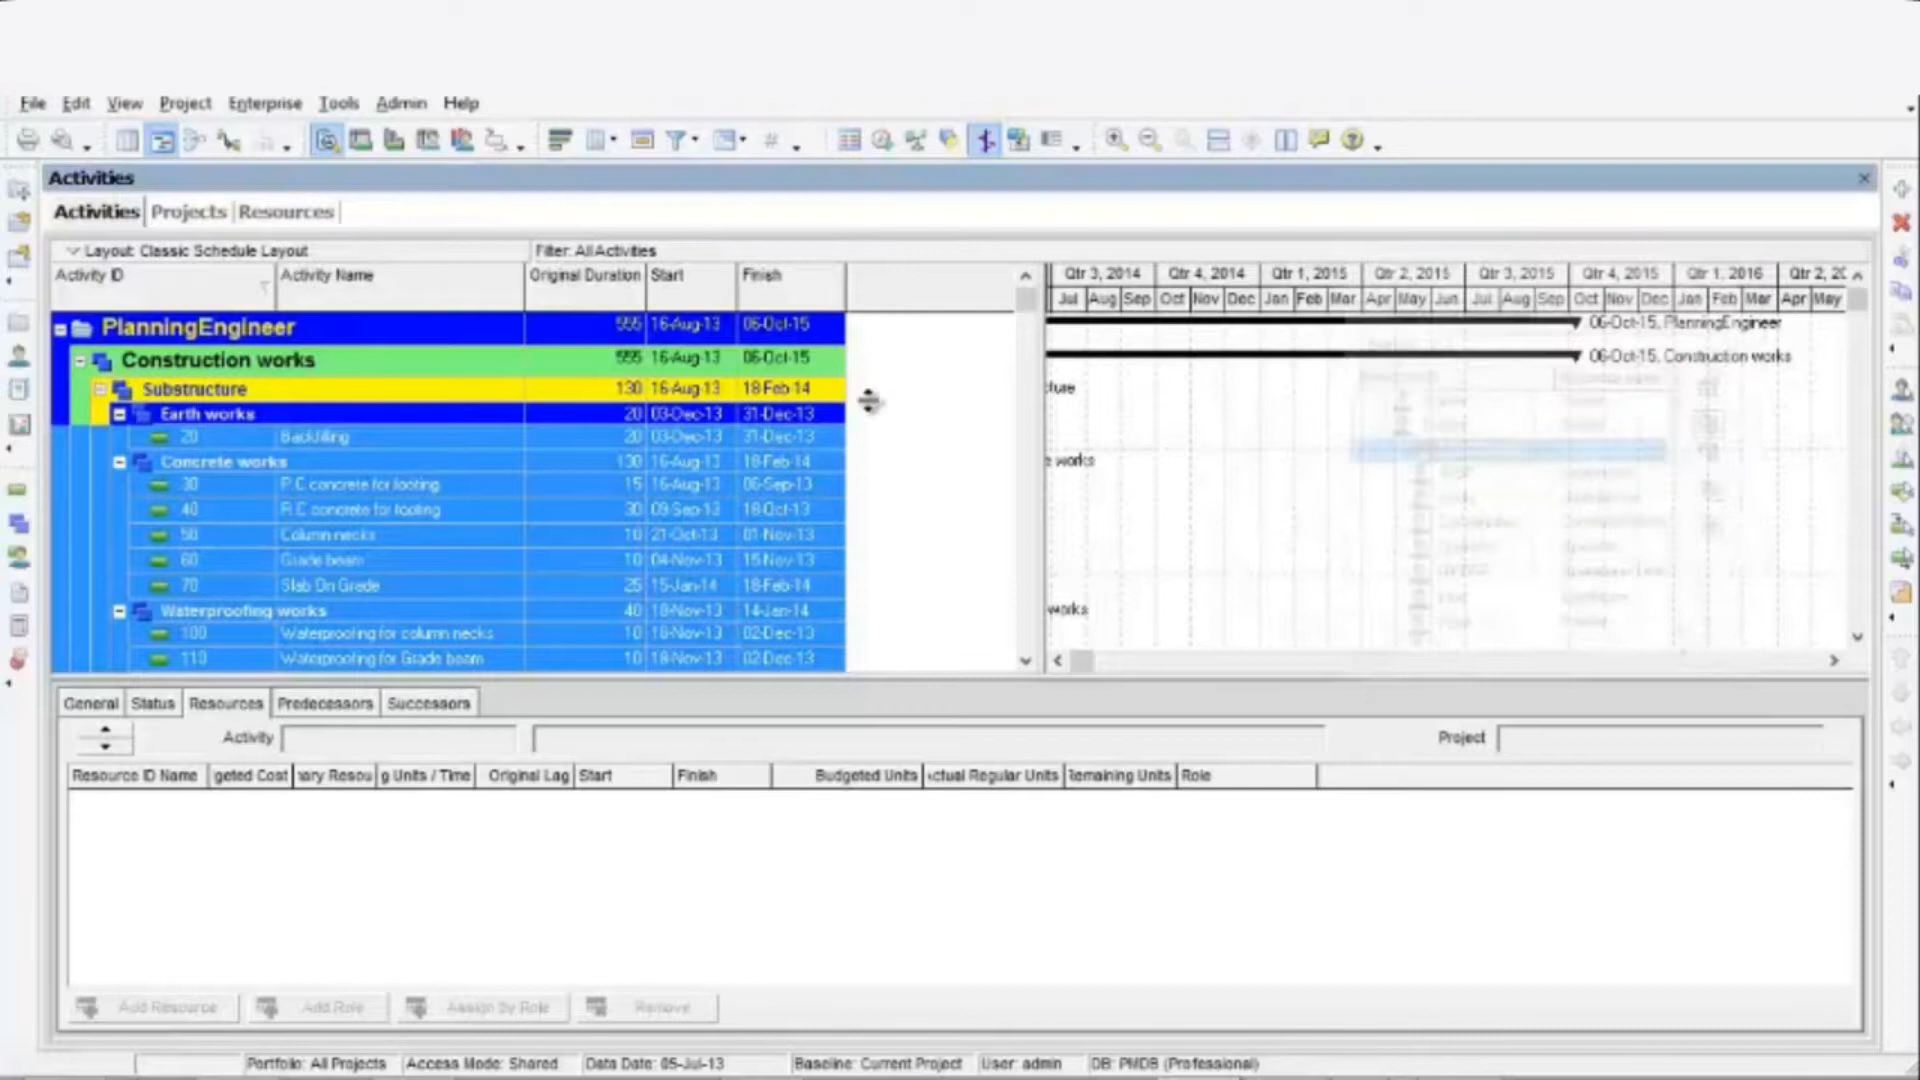 File Edit View Project Enterprise Tools Admin Help
Activities
Activities Projects Resources
Layout: Classic Schedule Layout Filter: All Activities
Activity ID Activity Name Original Duration Start Finish
Qtr 3, 2014 Qtr 4, 2014 Qtr 1, 2015 Qtr 2, 2015 Qtr 3, 2015 Qtr 4, 2015 Qtr 1, 2016 Qtr 2, 20
Jul Aug Sep Oct Nov Dec Jan Feb Mar Apr May Jun Jul Aug Sep Oct Nov Dec Jan Feb Mar Apr May
PlanningEngineer 555 16-Aug-13 06-Oct-15 06-Oct-15, PlanningEngineer
Construction works 555 16-Aug-13 06-Oct-15 06-Oct-15, Construction works
Substructure 130 16-Aug-13 18-Feb-14 cture
Earth works 20 03-Dec-13 31-Dec-13
20 Backfilling 20 03-Dec-13 31-Dec-13
Concrete works 130 16-Aug-13 18-Feb-14 e works
30 P.C concrete for footing 15 16-Aug-13 06-Sep-13
40 R.C concrete for footing 30 09-Sep-13 18-Oct-13
50 Column necks 10 21-Oct-13 01-Nov-13
60 Grade beam 10 04-Nov-13 15-Nov-13
70 Slab On Grade 25 15-Jan-14 18-Feb-14
Waterproofing works 40 18-Nov-13 14-Jan-14 works
100 Waterproofing for column necks 10 18-Nov-13 02-Dec-13
110 Waterproofing for Grade beam 10 18-Nov-13 02-Dec-13
General Status Resources Predecessors Successors
Activity Project
Resource ID Name geted Cost nary Resou g Units / Time Original Lag Start Finish Budgeted Units ctual Regular Units Remaining Units Role
Add Resource Add Role Assign by Role Remove
Portfolio: All Projects Access Mode: Shared Data Date: 05-Jul-13 Baseline: Current Project User: admin DB: PMDB (Professional)